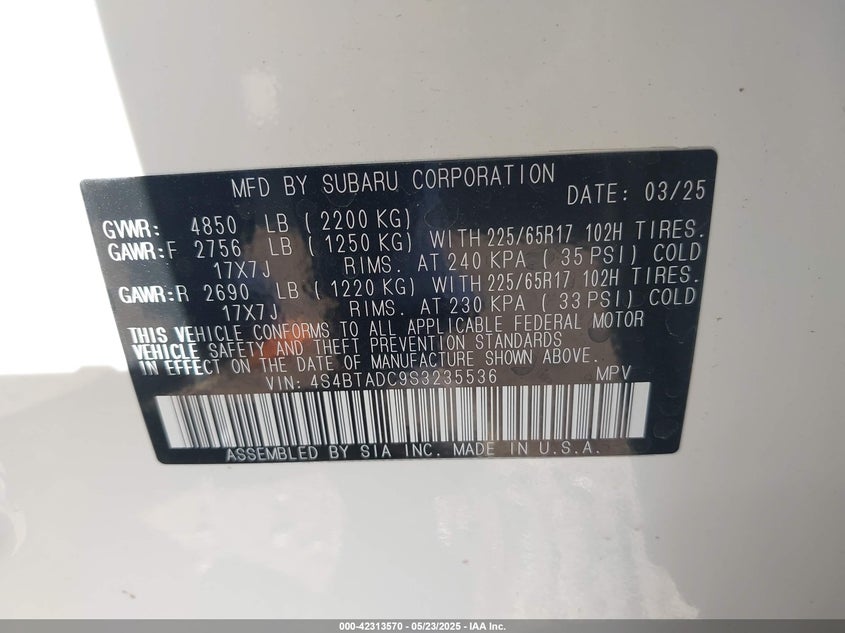 MFD BY SUBARU CORPORATION DATE: 03/25
GVWR: 4850 LB (2200 KG)
GAWR:F 2756 LB (1250 KG) WITH 225/65R17 102H TIRES.
17X7J RIMS. AT 240 KPA (35 PSI) COLD
GAWR:R 2690 LB (1220 KG) WITH 225/65R17 102H TIRES.
17X7J RIMS. AT 230 KPA (33 PSI) COLD
THIS VEHICLE CONFORMS TO ALL APPLICABLE FEDERAL MOTOR
VEHICLE SAFETY AND THEFT PREVENTION STANDARDS
IN EFFECT ON THE DATE OF MANUFACTURE SHOWN ABOVE.
VIN: 4S4BTADC9S3235536 MPV
ASSEMBLED BY SIA INC. MADE IN U.S.A.
000-42313570 - 05/23/2025 - IAA Inc.